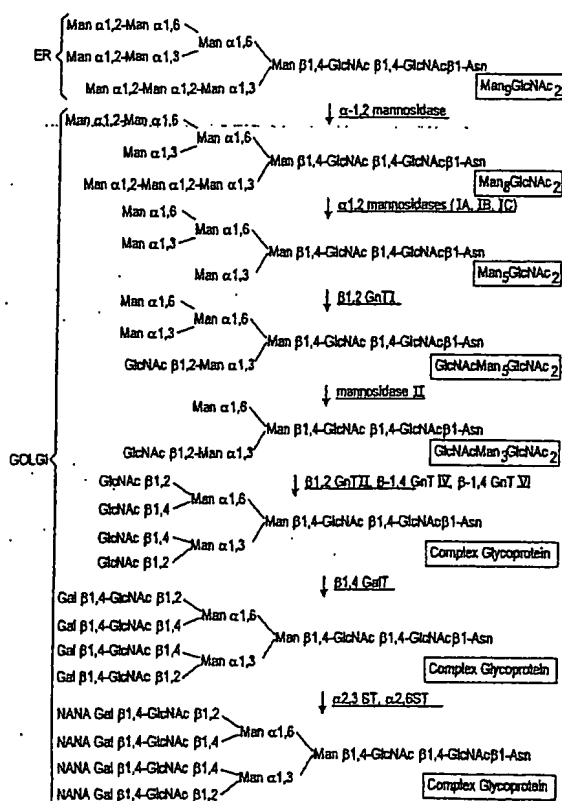 Man α1,2-Man α1,6
Man α1,6
ER
Man α1,2-Man α1,3
Man β1,4-GlcNAc β1,4-GlcNAcβ1-Asn
Man α1,2-Man α1,2-Man α1,3
Man9GlcNAc2
↓ α-1,2 mannosidase
Man α1,2-Man α1,6
Man α1,6
Man α1,3
Man β1,4-GlcNAc β1,4-GlcNAcβ1-Asn
Man α1,2-Man α1,2-Man α1,3
Man8GlcNAc2
Man α1,6
↓ α1,2 mannosidases (IA, IB, IC)
Man α1,6
Man α1,3
Man β1,4-GlcNAc β1,4-GlcNAcβ1-Asn
Man α1,3
Man5GlcNAc2
Man α1,6
↓ β1,2 GnTI
Man α1,6
Man α1,3
Man β1,4-GlcNAc β1,4-GlcNAcβ1-Asn
GlcNAc β1,2-Man α1,3
GlcNAcMan5GlcNAc2
↓ mannosidase II
Man α1,6
Man β1,4-GlcNAc β1,4-GlcNAcβ1-Asn
GlcNAc β1,2-Man α1,3
GlcNAcMan3GlcNAc2
GOLGI
GlcNAc β1,2
↓ β1,2 GnTII, β-1,4 GnT IV, β-1,4 GnT VI
Man α1,6
GlcNAc β1,4
Man β1,4-GlcNAc β1,4-GlcNAcβ1-Asn
GlcNAc β1,4
Man α1,3
GlcNAc β1,2
Complex Glycoprotein
↓ β1,4 GalT
Gal β1,4-GlcNAc β1,2
Man α1,6
Gal β1,4-GlcNAc β1,4
Man β1,4-GlcNAc β1,4-GlcNAcβ1-Asn
Gal β1,4-GlcNAc β1,4
Man α1,3
Gal β1,4-GlcNAc β1,2
Complex Glycoprotein
↓ α2,3 ST, α2,6ST
NANA Gal β1,4-GlcNAc β1,2
Man α1,6
NANA Gal β1,4-GlcNAc β1,4
Man β1,4-GlcNAc β1,4-GlcNAcβ1-Asn
NANA Gal β1,4-GlcNAc β1,4
Man α1,3
NANA Gal β1,4-GlcNAc β1,2
Complex Glycoprotein